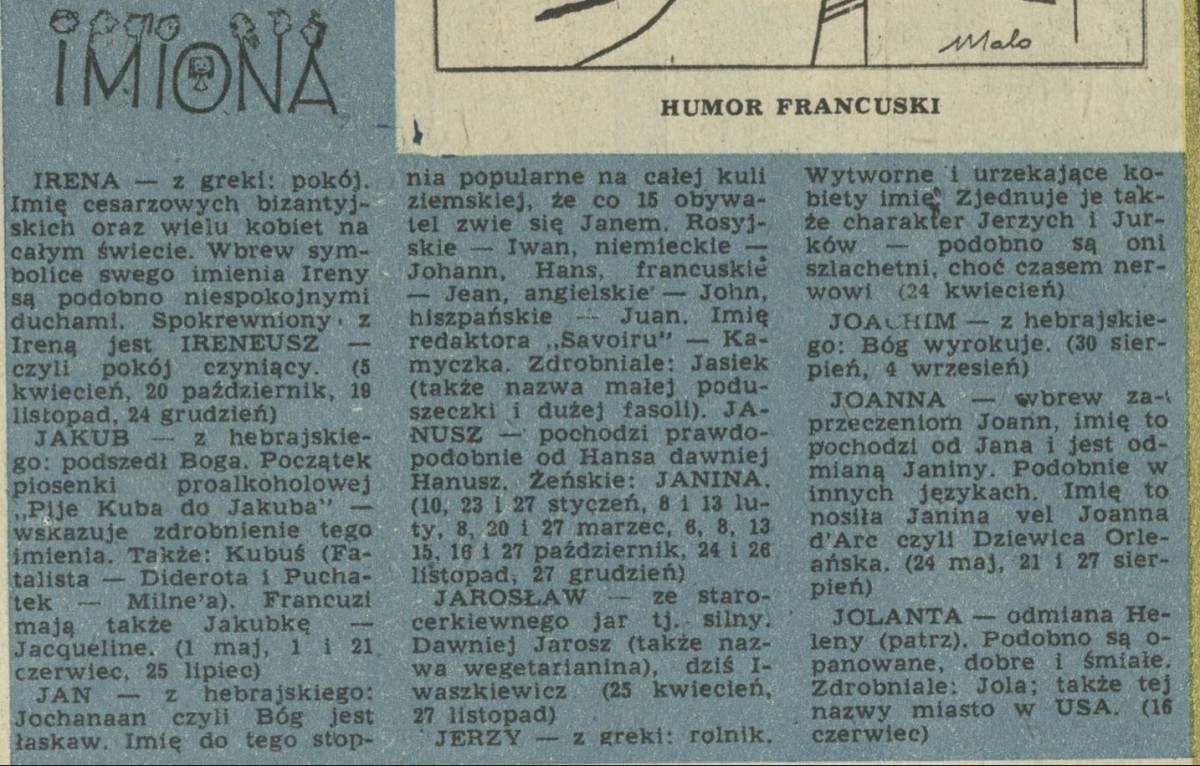 IMIONA
Malo
HUMOR FRANCUSKI
IRENA — z greki: pokój.
Imię cesarzowych bizantyj-
skich oraz wielu kobiet na
całym świecie. Wbrew sym-
bolice swego imienia Ireny
są podobno niespokojnymi
duchami. Spokrewniony z
Ireną jest IRENEUSZ —
czyli pokój czyniący. (5
kwiecień, 20 październik, 19
listopad, 24 grudzień)
JAKUB — z hebrajskie-
go: podszedł Boga. Początek
piosenki proalkoholowej
„Pije Kuba do Jakuba” —
wskazuje zdrobnienie tego
imienia. Także: Kubuś (Fa-
talista — Diderota i Pucha-
tek — Milne'a). Francuzi
mają także Jakubkę —
Jacqueline. (1 maj, 1 i 21
czerwiec, 25 lipiec)
JAN — z hebrajskiego:
Jochanaan czyli Bóg jest
łaskaw. Imię do tego stop-
nia popularne na całej kuli
ziemskiej, że co 15 obywa-
tel zwie się Janem. Rosyj-
skie — Iwan, niemieckie —
Johann, Hans, francuskie
— Jean, angielskie — John,
hiszpańskie — Juan. Imię
redaktora „Savoiru” — Ka-
myczka. Zdrobniale: Jasiek
(także nazwa małej podu-
szeczki i dużej fasoli). JA-
NUSZ — pochodzi prawdo-
podobnie od Hansa dawniej
Hanusz. Żeńskie: JANINA.
(10, 23 i 27 styczeń, 8 i 13 lu-
ty, 8, 20 i 27 marzec, 6, 8, 13
15, 16 i 27 październik, 24 i 26
listopad, 27 grudzień)
JAROSŁAW — ze staro-
cerkiewnego jar tj. silny.
Dawniej Jarosz (także naz-
wa wegetarianina), dziś I-
waszkiewicz (25 kwiecień,
27 listopad)
JERZY — z greki: rolnik.
Wytworne i urzekające ko-
biety imię. Zjednuje je tak-
że charakter Jerzych i Jur-
ków — podobno są oni
szlachetni, choć czasem ner-
wowi (24 kwiecień)
JOACHIM — z hebrajskie-
go: Bóg wyrokuje. (30 sier-
pień, 4 wrzesień)
JOANNA — wbrew za-
przeczeniom Joann, imię to
pochodzi od Jana i jest od-
mianą Janiny. Podobnie w
innych językach. Imię to
nosiła Janina vel Joanna
d'Arc czyli Dziewica Orle-
ańska. (24 maj, 21 i 27 sier-
pień)
JOLANTA — odmiana He-
leny (patrz). Podobno są o-
panowane, dobre i śmiałe.
Zdrobniale: Jola; także tej
nazwy miasto w USA. (16
czerwiec)